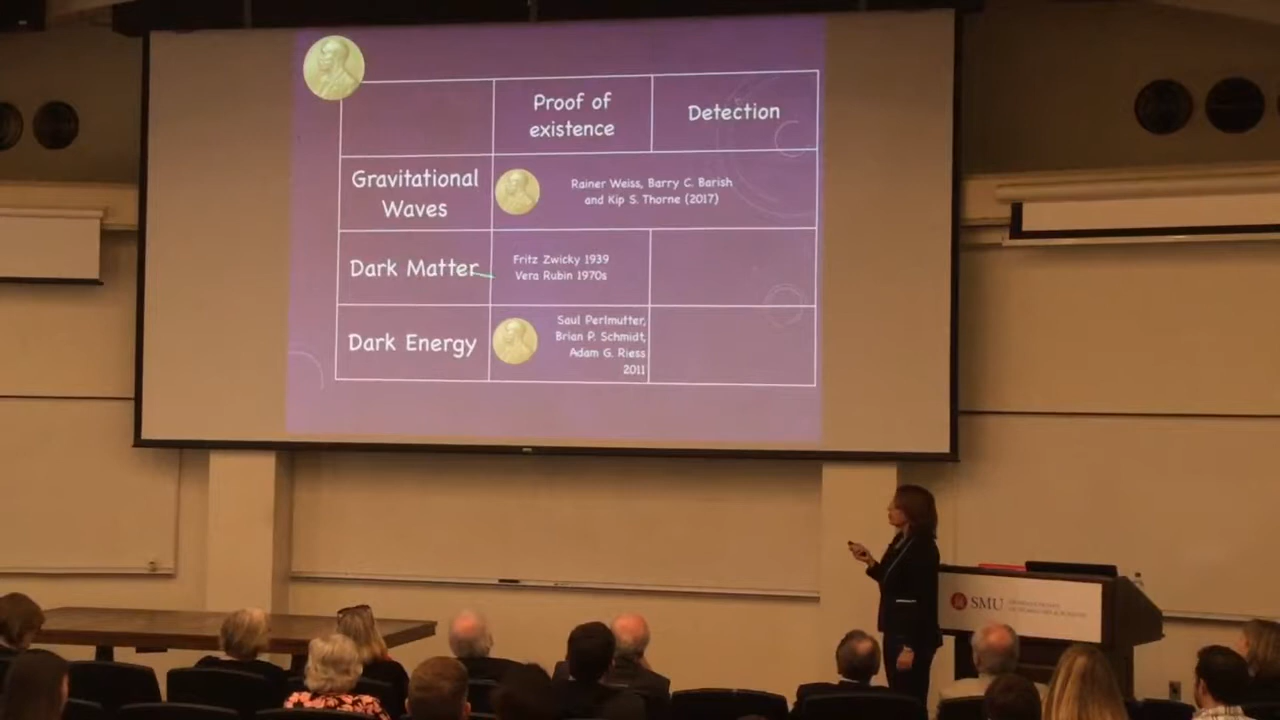 Proof of
existence
Detection
Gravitational
Waves
Rainer Weiss, Barry C. Barish
and Kip S. Thorne (2017)
Dark Matter
Fritz Zwicky 1939
Vera Rubin 1970s
Dark Energy
Saul Perlmutter,
Brian P. Schmidt,
Adam G. Riess
2011
SMU